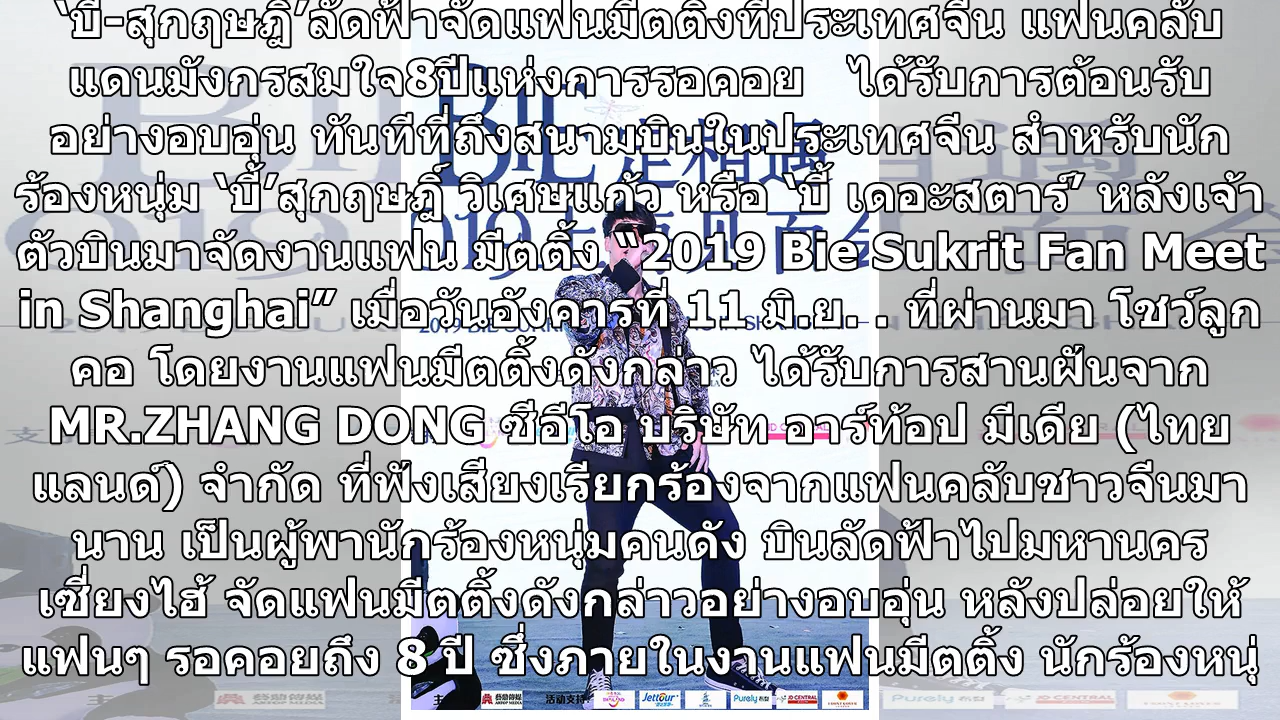 ‘บี้-สุกฤษฎิ์’ลัดฟ้าจัดแฟนมีตติ้งที่ประเทศจีน แฟนคลับ
แดนมังกรสมใจ8ปีแห่งการรอคอย ได้รับการต้อนรับ
อย่างอบอุ่น ทันทีที่ถึงสนามบินในประเทศจีน สำหรับนัก
ร้องหนุ่ม ‘บี้’สุกฤษฎิ์ วิเศษแก้ว หรือ ‘บี้ เดอะสตาร์’ หลังเจ้า
ตัวบินมาจัดงานแฟน มีตติ้ง “ 2019 Bie Sukrit Fan Meet
in Shanghai” เมื่อวันอังคารที่ 11 มิ.ย. . ที่ผ่านมา โชว์ลูก
คอ โดยงานแฟนมีตติ้งดังกล่าว ได้รับการสานฝันจาก
MR.ZHANG DONG ซีอีโอ บริษัท อาร์ท้อป มีเดีย (ไทย
แลนด์) จำกัด ที่ฟังเสียงเรียกร้องจากแฟนคลับชาวจีนมา
นาน เป็นผู้พานักร้องหนุ่มคนดัง บินลัดฟ้าไปมหานคร
เซี่ยงไฮ้ จัดแฟนมีตติ้งดังกล่าวอย่างอบอุ่น หลังปล่อยให้
แฟนๆ รอคอยถึง 8 ปี ซึ่งภายในงานแฟนมีตติ้ง นักร้องหนุ่
BIE 定相遇
藝動傳媒
ARTOP MEDIA
活动支持
Jettour
Purely
JD CENTRAL